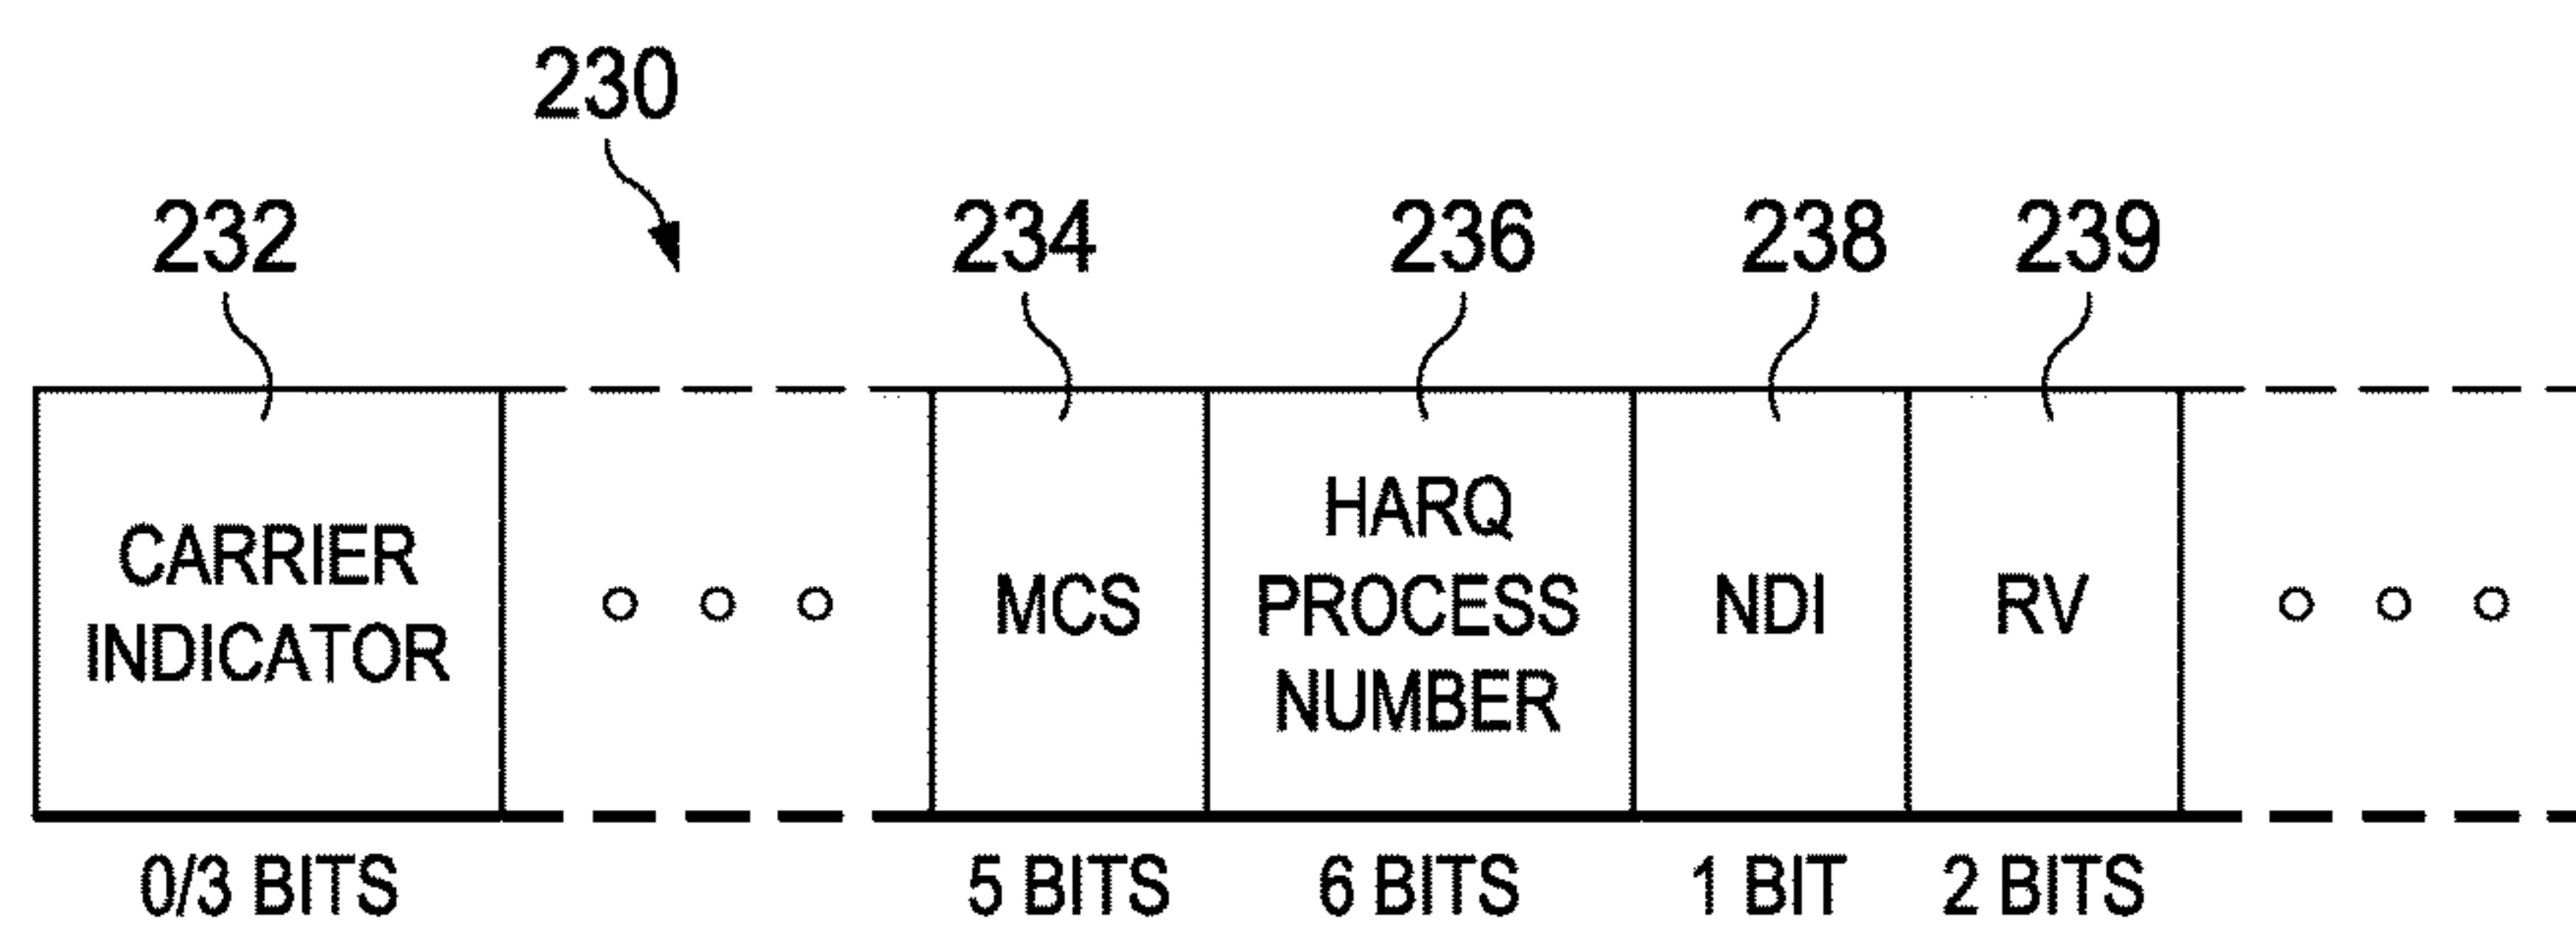 230
232
234
236
238
239
CARRIER
INDICATOR
MCS
HARQ
PROCESS
NUMBER
NDI
RV
0/3 BITS
5 BITS
6 BITS
1 BIT
2 BITS